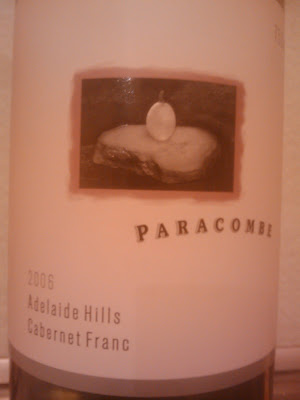 PARACOMBE
2006
Adelaide Hills
Cabernet Franc